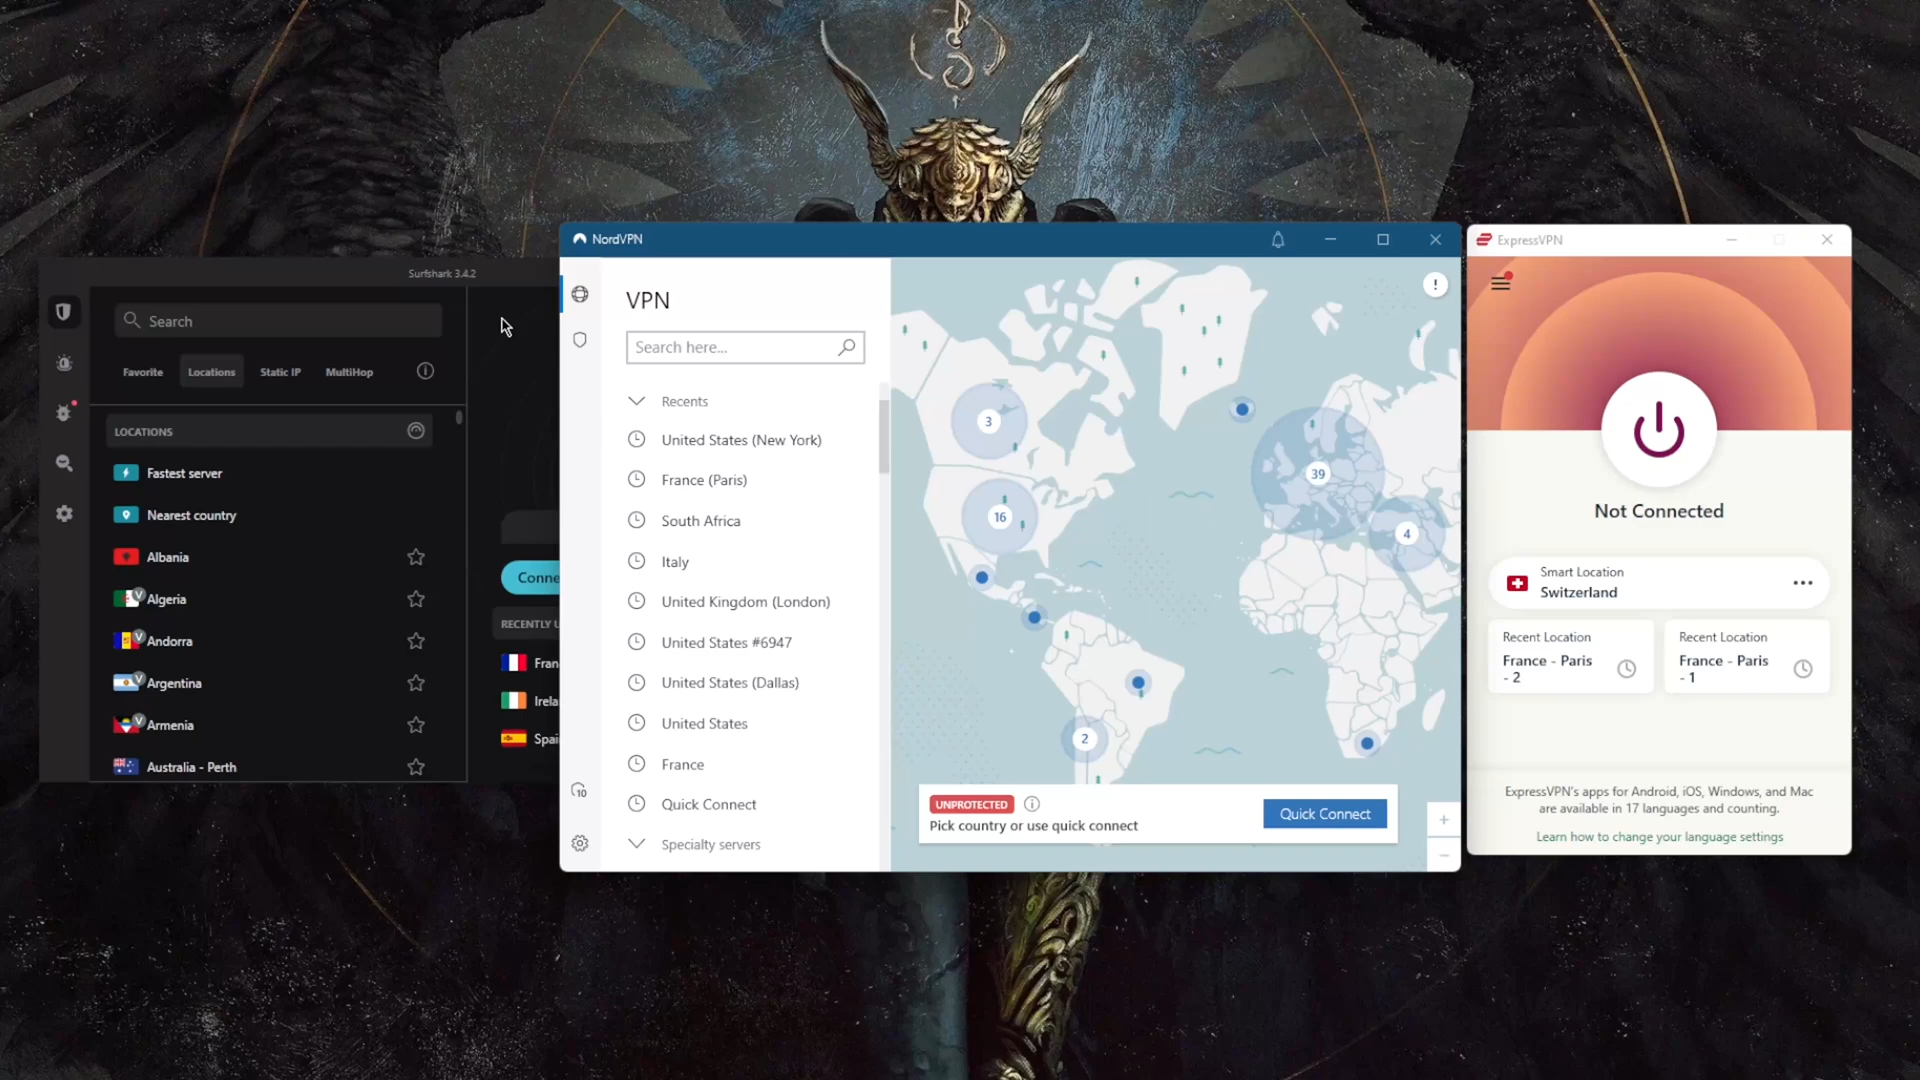 Surfshark 3.4.2
Search
Favorite Locations Static IP MultiHop
LOCATIONS
Fastest server
Nearest country
Albania
Algeria
Andorra
Argentina
Armenia
Australia - Perth
Conne
RECENTLY U
Fran
Irela
Spai
NordVPN
VPN
Search here...
Recents
United States (New York)
France (Paris)
South Africa
Italy
United Kingdom (London)
United States #6947
United States (Dallas)
United States
France
Quick Connect
Specialty servers
10
3
16
39
4
2
UNPROTECTED
Pick country or use quick connect
Quick Connect
ExpressVPN
Not Connected
Smart Location
Switzerland
Recent Location
France - Paris
- 2
Recent Location
France - Paris
- 1
ExpressVPN's apps for Android, iOS, Windows, and Mac
are available in 17 languages and counting.
Learn how to change your language settings